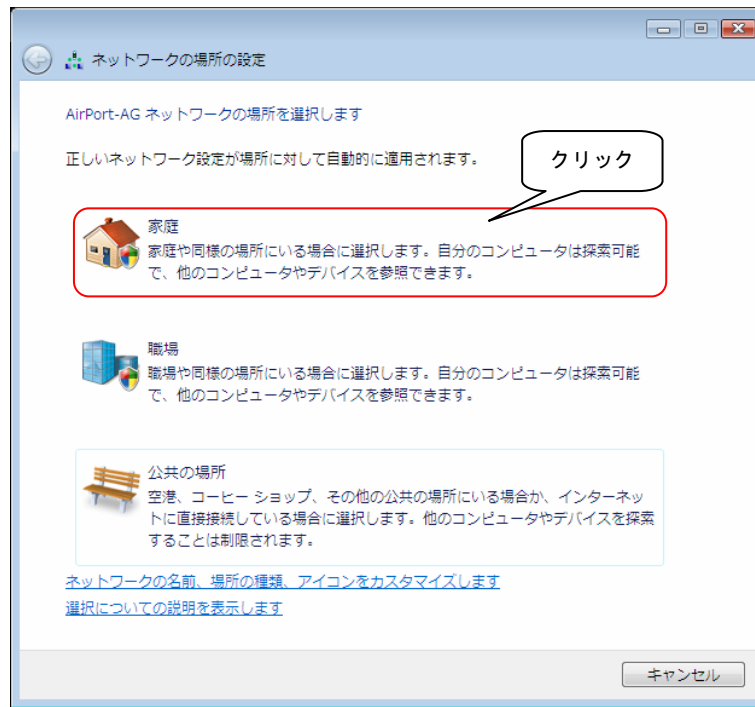 ネットワークの場所の設定
AirPort-AG ネットワークの場所を選択します
正しいネットワーク設定が場所に対して自動的に適用されます。
クリック
家庭
家庭や同様の場所にいる場合に選択します。自分のコンピュータは探索可能
で、他のコンピュータやデバイスを参照できます。
職場
職場や同様の場所にいる場合に選択します。自分のコンピュータは探索可能
で、他のコンピュータやデバイスを参照できます。
公共の場所
空港、コーヒー ショップ、その他の公共の場所にいる場合か、インターネッ
トに直接接続している場合に選択します。他のコンピュータやデバイスを探索
することは制限されます。
ネットワークの名前、場所の種類、アイコンをカスタマイズします
選択についての説明を表示します
キャンセル